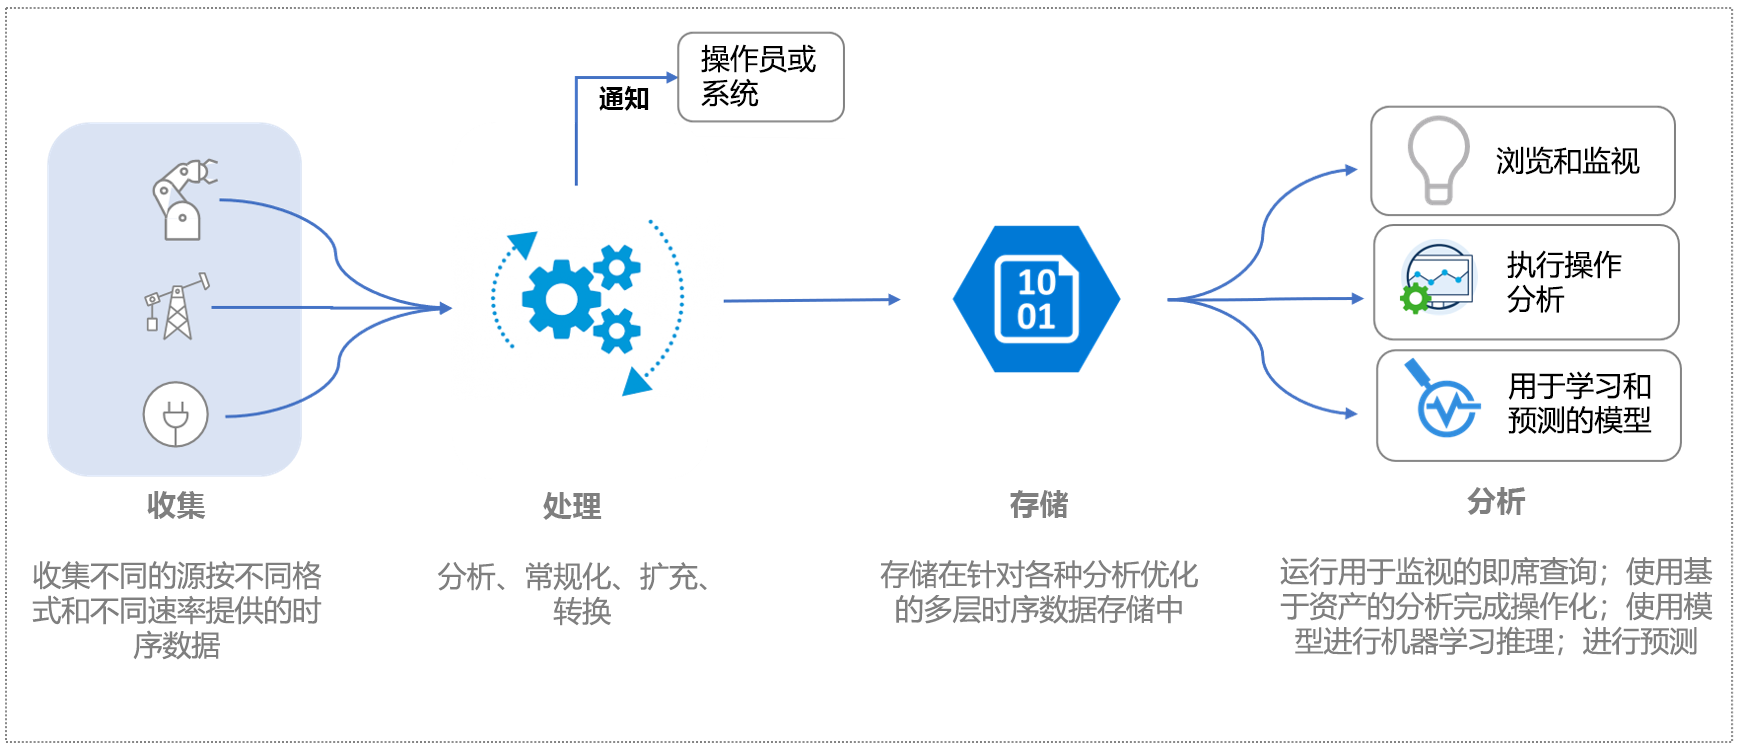 操作员或
系统
通知
浏览和监视
执行操作
分析
10
01
用于学习和
预测的模型
收集
处理
存储
分析
收集不同的源按不同格
式和不同速率提供的时
序数据
分析、常规化、扩充、
转换
存储在针对各种分析优化
的多层时序数据存储中
运行用于监视的即席查询；使用基
于资产的分析完成操作化；使用模
型进行机器学习推理；进行预测